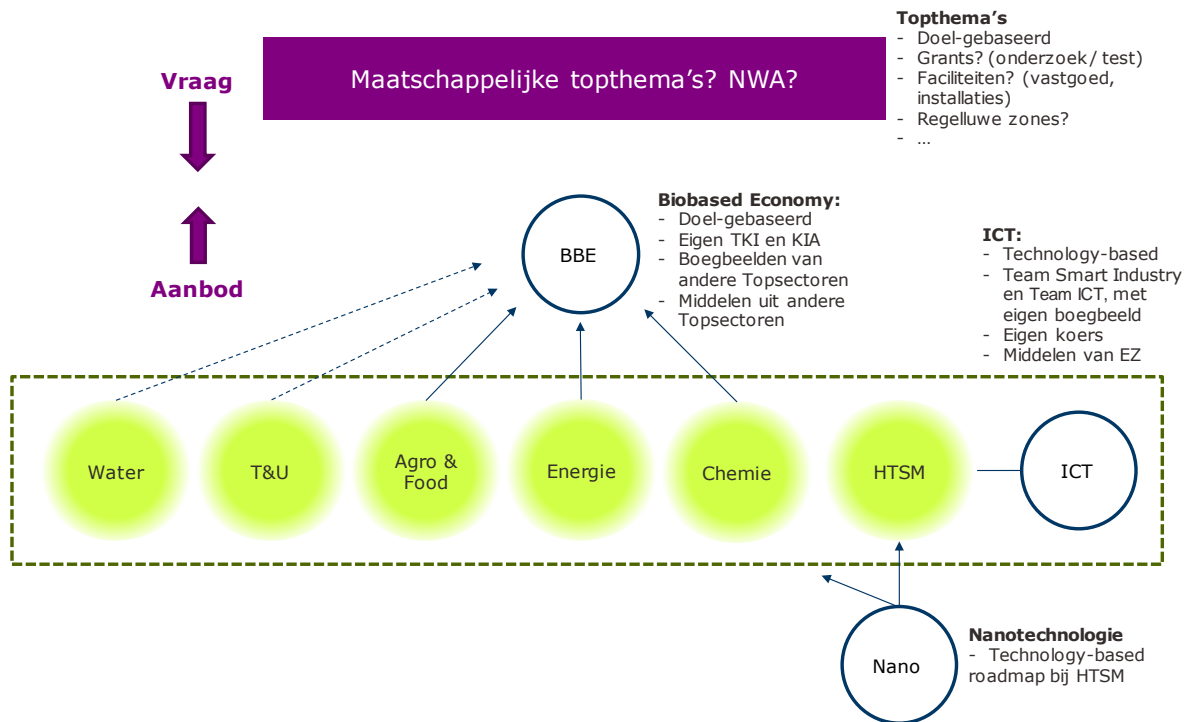 Topthema's
- Doel-gebaseerd
- Grants? (onderzoek/ test)
- Faciliteiten? (vastgoed,
installaties)
- Regelluwe zones?
- ...
Vraag
Maatschappelijke topthema's? NWA?
Aanbod
BBE
Biobased Economy:
- Doel-gebaseerd
- Eigen TKI en KIA
- Boegbeelden van
andere Topsectoren
- Middelen uit andere
Topsectoren
ICT:
- Technology-based
- Team Smart Industry
en Team ICT, met
eigen boegbeeld
- Eigen koers
- Middelen van EZ
Water
T&U
Agro &
Food
Energie
Chemie
HTSM
ICT
Nano
Nanotechnologie
- Technology-based
roadmap bij HTSM